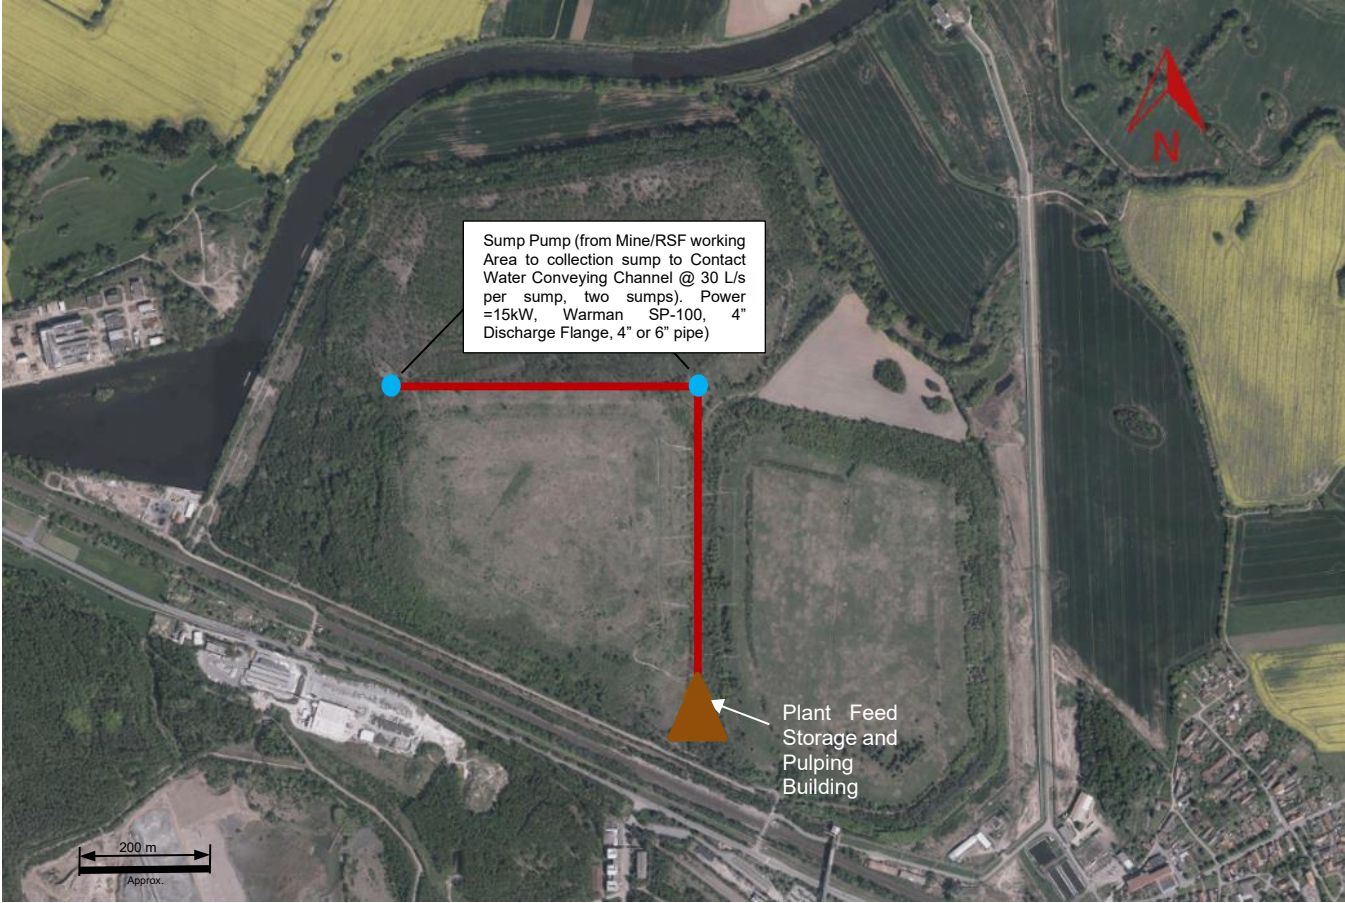 N
Sump Pump (from Mine/RSF working
Area to collection sump to Contact
Water Conveying Channel @ 30 L/s
per sump, two sumps). Power
=15kW, Warman SP-100, 4”
Discharge Flange, 4” or 6” pipe)
Plant Feed
Storage and
Pulping
Building
200 m
Approx.